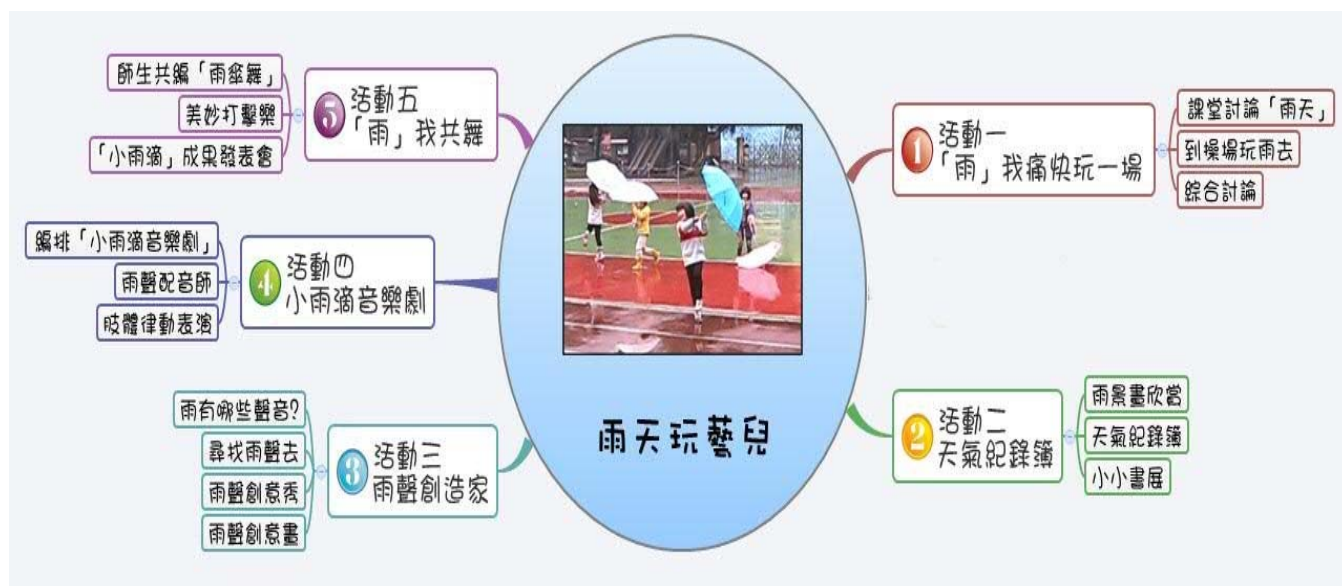 雨天玩藝兒
1
活動一
「雨」我痛快玩一場
課堂討論「雨天」
到操場玩雨去
綜合討論
2
活動二
天氣紀錄簿
雨景畫欣賞
天氣紀錄簿
小小書展
3
活動三
雨聲創造家
雨有哪些聲音?
尋找雨聲去
雨聲創意秀
雨聲創意畫
4
活動四
小雨滴音樂劇
編排「小雨滴音樂劇」
雨聲配音師
肢體律動表演
5
活動五
「雨」我共舞
師生共編「雨傘舞」
美妙打擊樂
「小雨滴」成果發表會